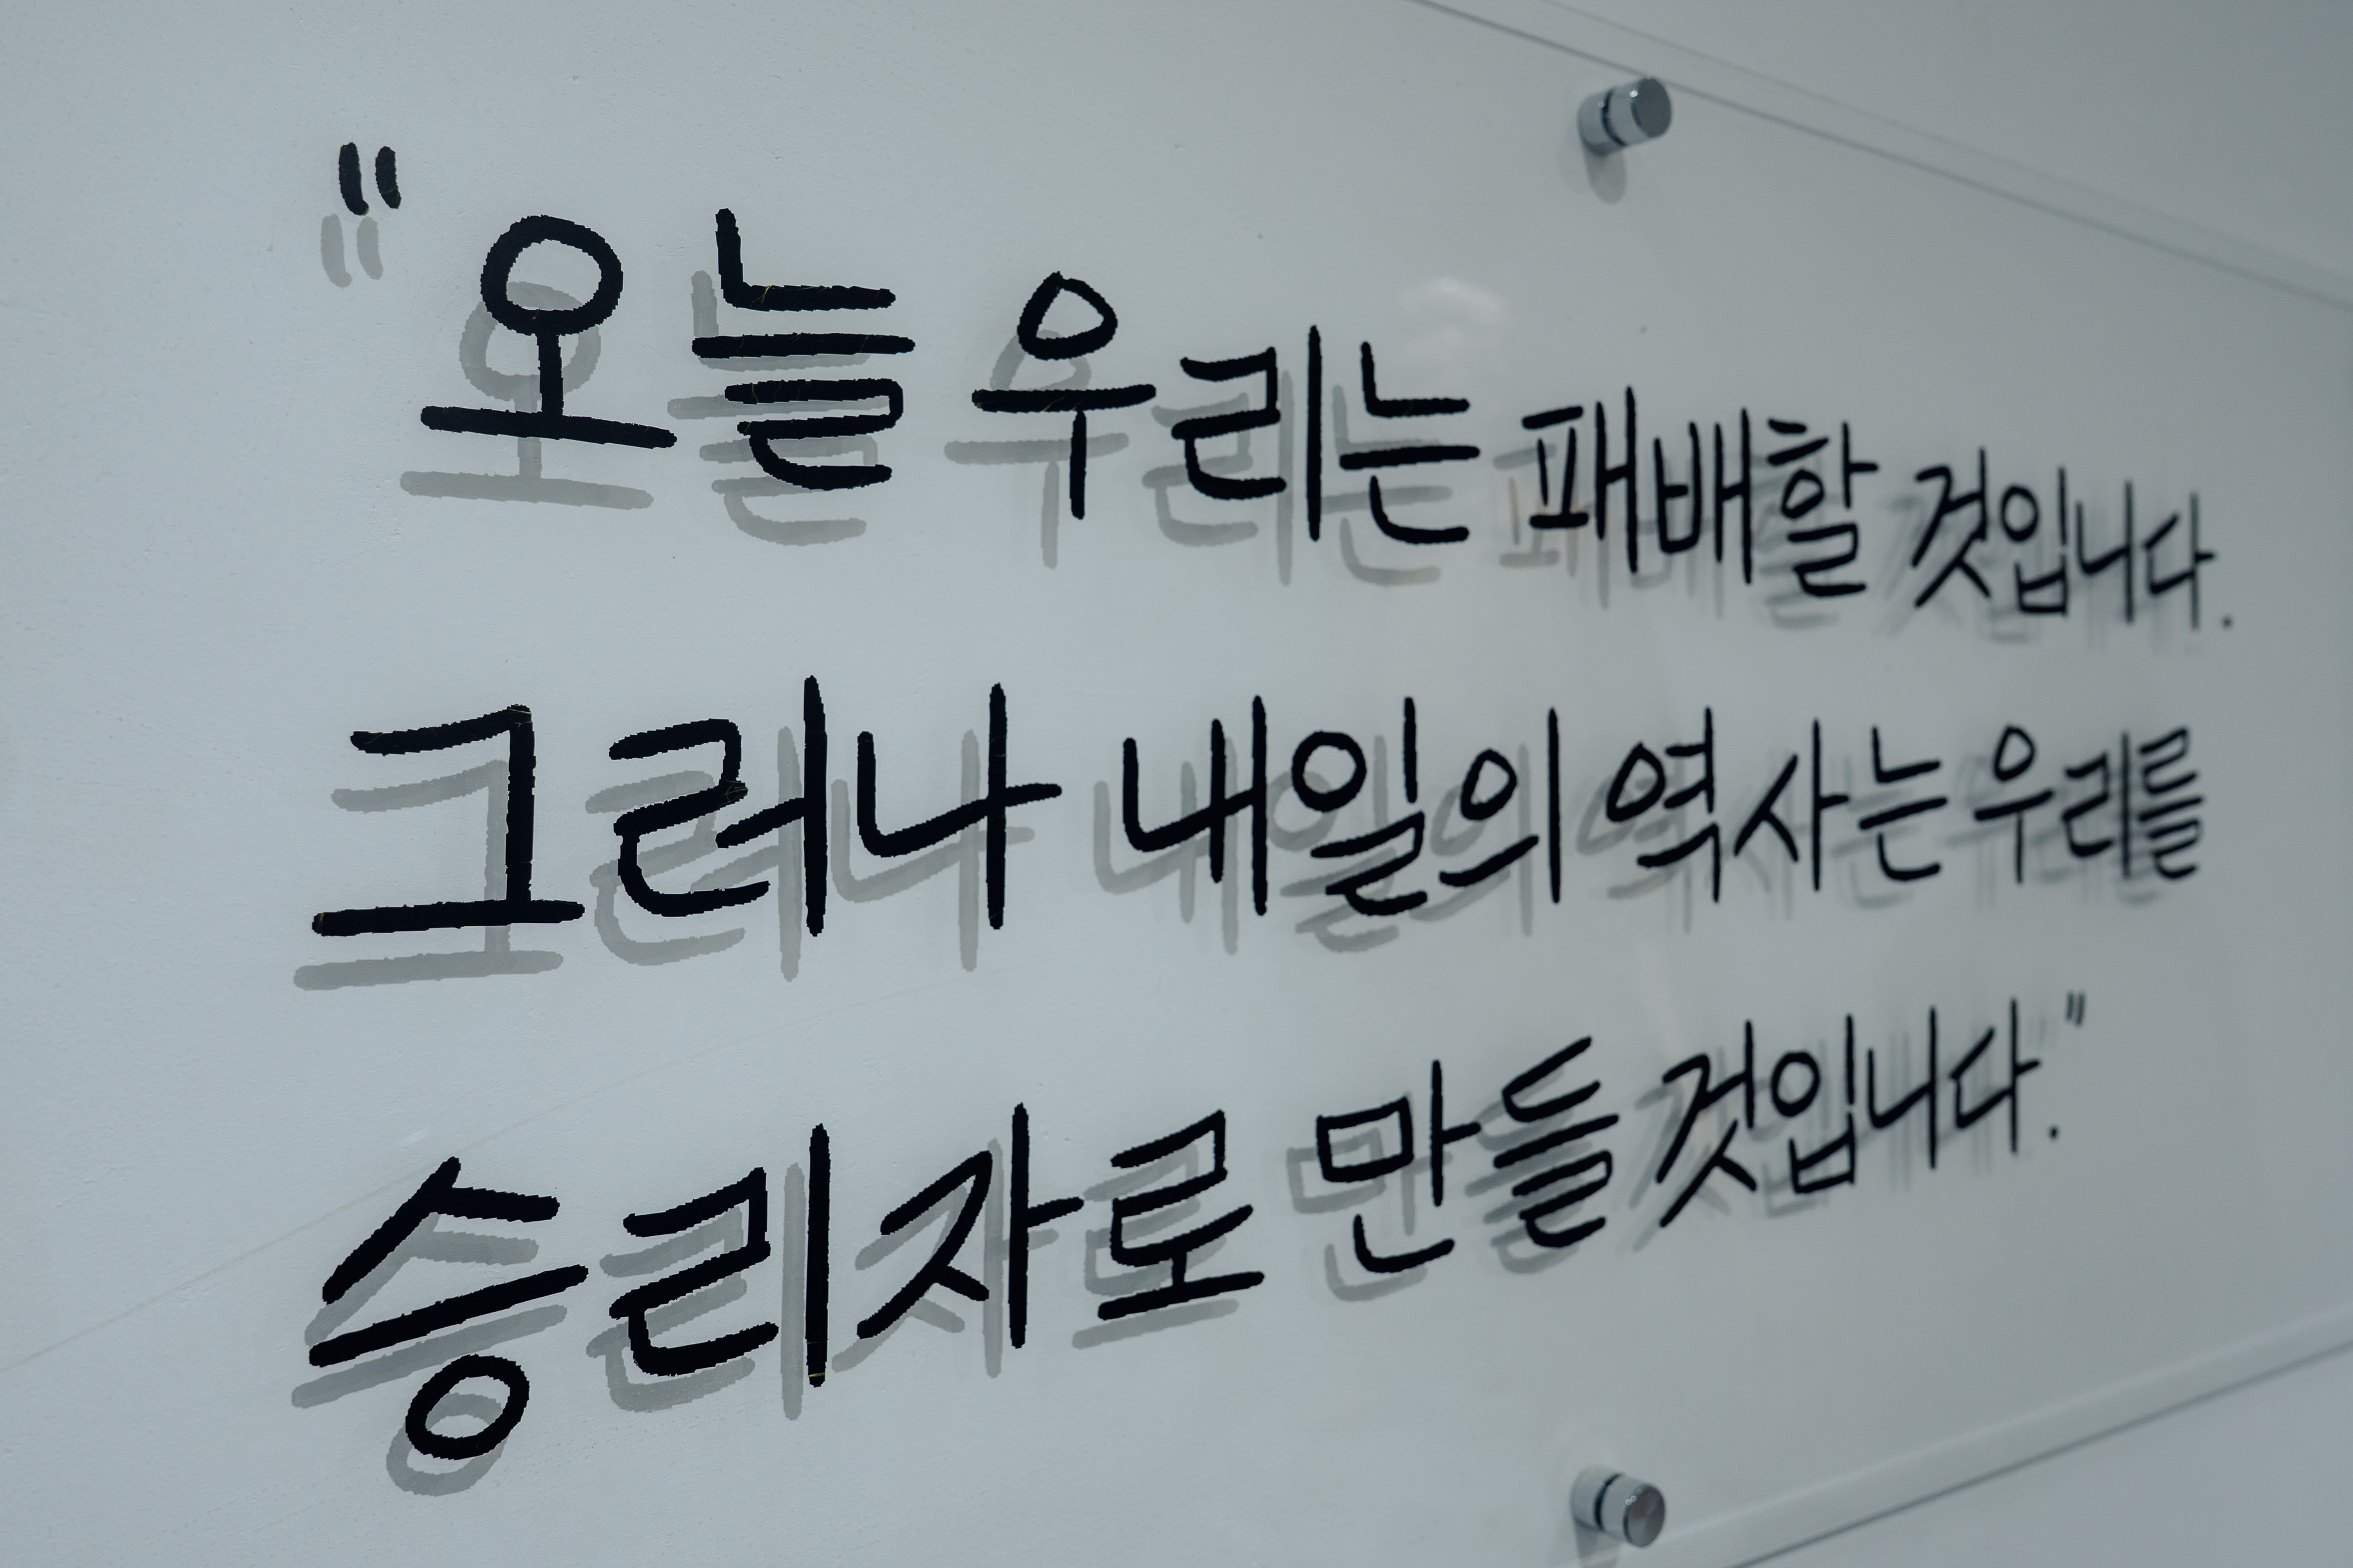 "오늘 우리는 패배할 것입니다.
그러나 내일의 역사는 우리를
승리자로 만들 것입니다."